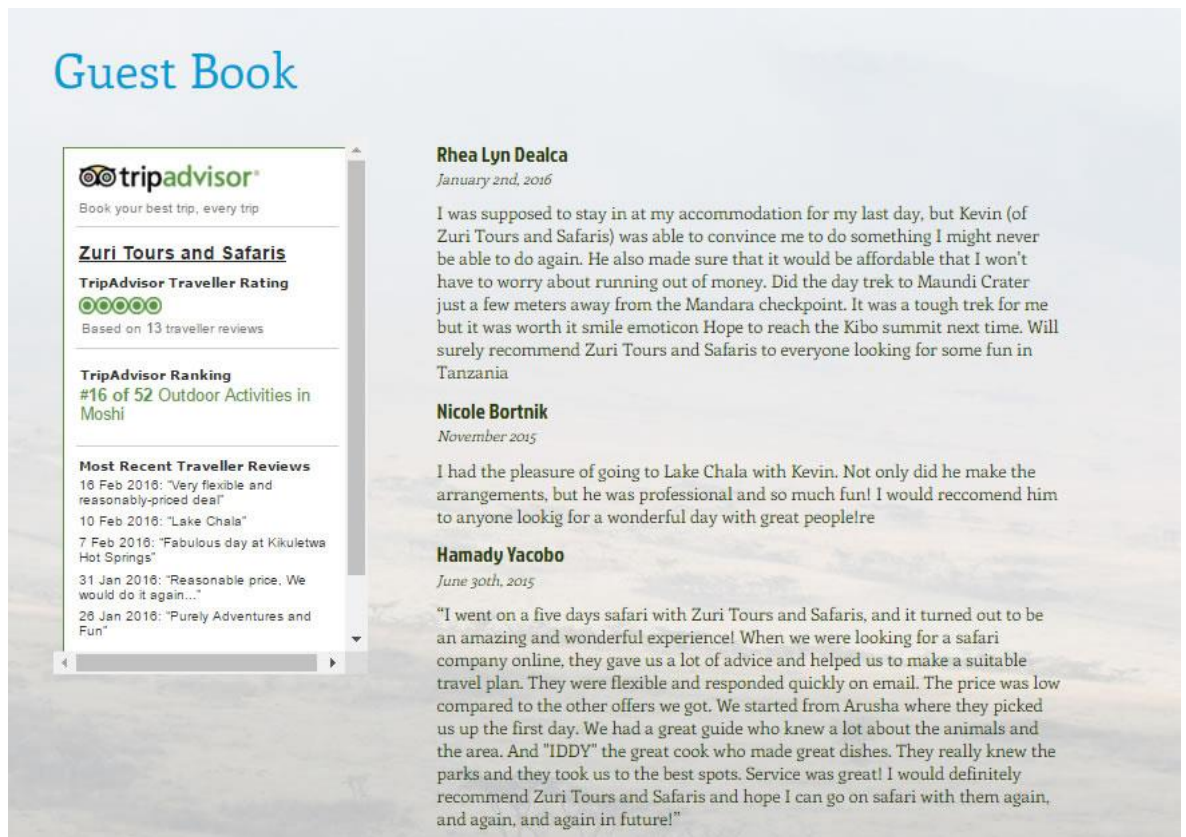 Guest Book
tripadvisor®
Book your best trip, every trip
Zuri Tours and Safaris
TripAdvisor Traveller Rating
Based on 13 traveller reviews
TripAdvisor Ranking
#16 of 52 Outdoor Activities in
Moshi
Most Recent Traveller Reviews
16 Feb 2016: "Very flexible and
reasonably-priced deal"
10 Feb 2016: "Lake Chala"
7 Feb 2016: "Fabulous day at Kikuletwa
Hot Springs"
31 Jan 2016: "Reasonable price, We
would do it again..."
26 Jan 2016: "Purely Adventures and
Fun"
Rhea Lyn Dealca
January 2nd, 2016
I was supposed to stay in at my accommodation for my last day, but Kevin (of
Zuri Tours and Safaris) was able to convince me to do something I might never
be able to do again. He also made sure that it would be affordable that I won't
have to worry about running out of money. Did the day trek to Maundi Crater
just a few meters away from the Mandara checkpoint. It was a tough trek for me
but it was worth it smile emoticon Hope to reach the Kibo summit next time. Will
surely recommend Zuri Tours and Safaris to everyone looking for some fun in
Tanzania
Nicole Bortnik
November 2015
I had the pleasure of going to Lake Chala with Kevin. Not only did he make the
arrangements, but he was professional and so much fun! I would reccomend him
to anyone lookig for a wonderful day with great people!re
Hamady Yacobo
June 30th, 2015
“I went on a five days safari with Zuri Tours and Safaris, and it turned out to be
an amazing and wonderful experience! When we were looking for a safari
company online, they gave us a lot of advice and helped us to make a suitable
travel plan. They were flexible and responded quickly on email. The price was low
compared to the other offers we got. We started from Arusha where they picked
us up the first day. We had a great guide who knew a lot about the animals and
the area. And "IDDY" the great cook who made great dishes. They really knew the
parks and they took us to the best spots. Service was great! I would definitely
recommend Zuri Tours and Safaris and hope I can go on safari with them again,
and again, and again in future!”